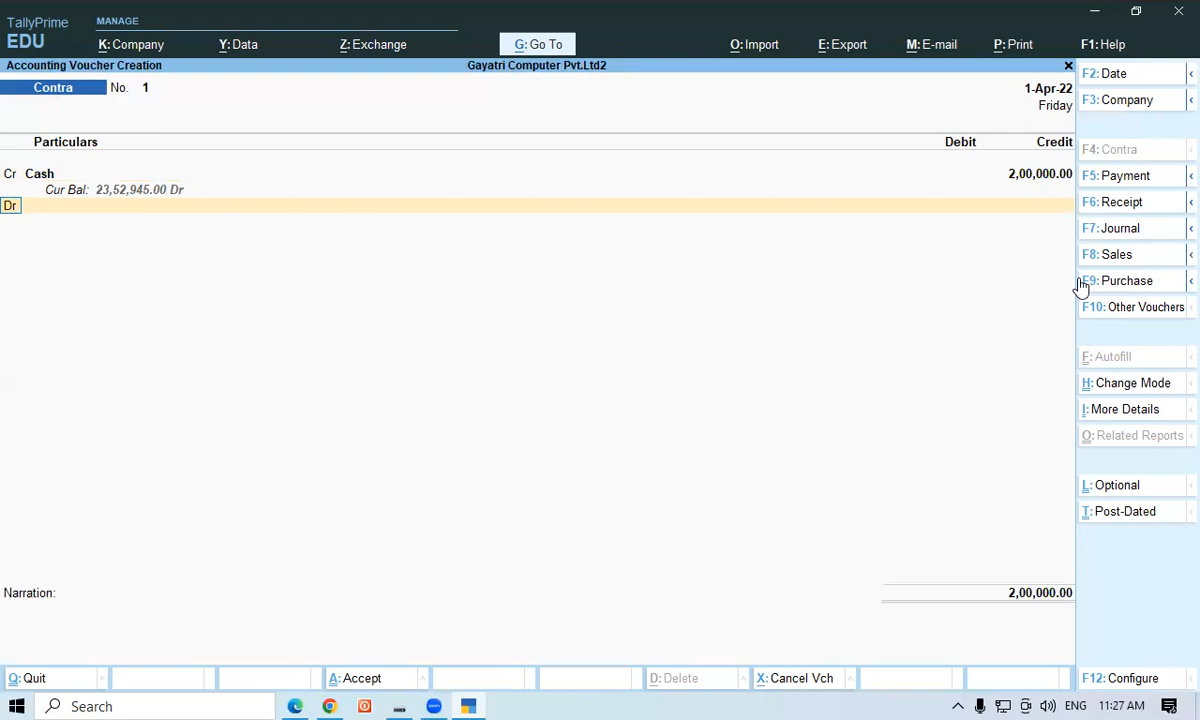 TallyPrime
EDU
MANAGE
K: Company Y: Data Z: Exchange G: Go To O: Import E: Export M: E-mail P: Print F1: Help
Accounting Voucher Creation Gayatri Computer Pvt.Ltd2
Contra No. 1 1-Apr-22
Friday
Particulars Debit Credit
Cr Cash 2,00,000.00
Cur Bal: 23,52,945.00 Dr
Dr
Narration: 2,00,000.00
F2: Date
F3: Company
F4: Contra
F5: Payment
F6: Receipt
F7: Journal
F8: Sales
F9: Purchase
F10: Other Vouchers
F: Autofill
H: Change Mode
I: More Details
O: Related Reports
L: Optional
T: Post-Dated
Q: Quit A: Accept D: Delete X: Cancel Vch F12: Configure
Search ENG 11:27 AM